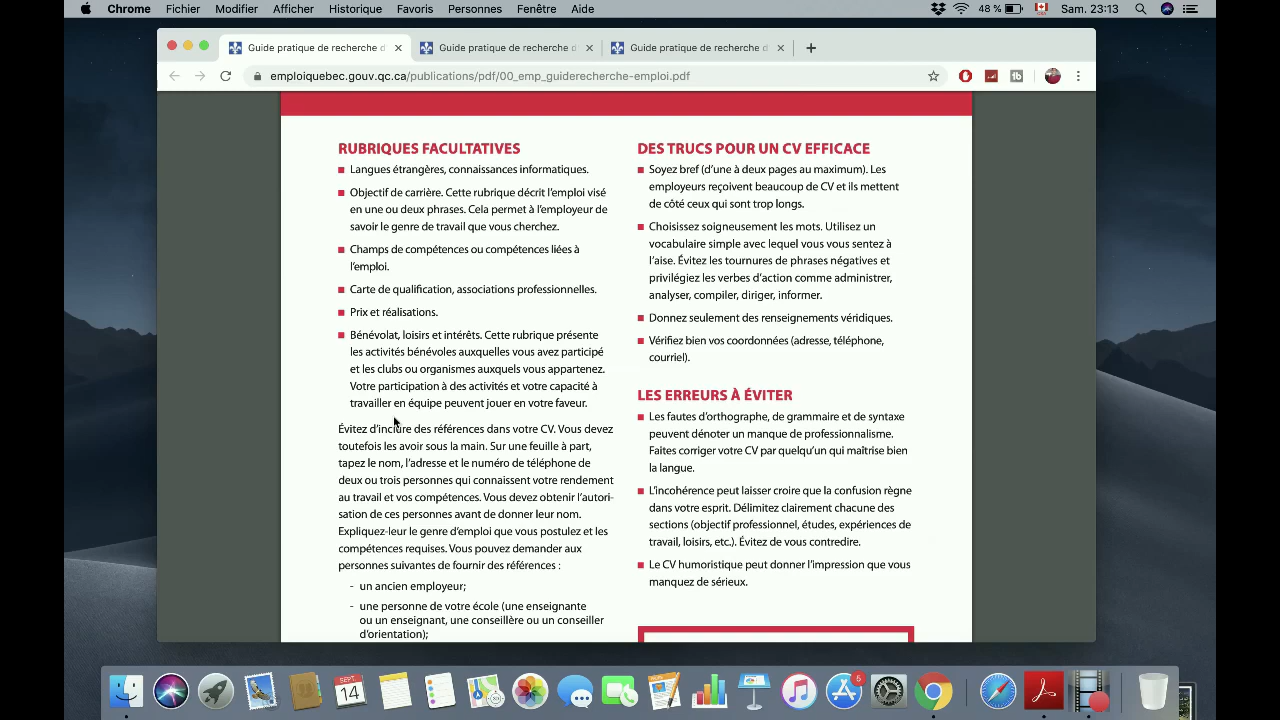 Chrome Fichier Modifier Afficher Historique Favoris Personnes Fenêtre Aide 48 % Sam. 23:13
Guide pratique de recherche d Guide pratique de recherche d Guide pratique de recherche d
emploiquebec.gouv.qc.ca/publications/pdf/00_emp_guiderecherche-emploi.pdf
RUBRIQUES FACULTATIVES
Langues étrangères, connaissances informatiques.
Objectif de carrière. Cette rubrique décrit l'emploi visé
en une ou deux phrases. Cela permet à l'employeur de
savoir le genre de travail que vous cherchez.
Champs de compétences ou compétences liées à
l'emploi.
Carte de qualification, associations professionnelles.
Prix et réalisations.
Bénévolat, loisirs et intérêts. Cette rubrique présente
les activités bénévoles auxquelles vous avez participé
et les clubs ou organismes auxquels vous appartenez.
Votre participation à des activités et votre capacité à
travailler en équipe peuvent jouer en votre faveur.
Évitez d'inclure des références dans votre CV. Vous devez
toutefois les avoir sous la main. Sur une feuille à part,
tapez le nom, l'adresse et le numéro de téléphone de
deux ou trois personnes qui connaissent votre rendement
au travail et vos compétences. Vous devez obtenir l'autori-
sation de ces personnes avant de donner leur nom.
Expliquez-leur le genre d'emploi que vous postulez et les
compétences requises. Vous pouvez demander aux
personnes suivantes de fournir des références :
- un ancien employeur;
- une personne de votre école (une enseignante
ou un enseignant, une conseillère ou un conseiller
d'orientation);
DES TRUCS POUR UN CV EFFICACE
Soyez bref (d'une à deux pages au maximum). Les
employeurs reçoivent beaucoup de CV et ils mettent
de côté ceux qui sont trop longs.
Choisissez soigneusement les mots. Utilisez un
vocabulaire simple avec lequel vous vous sentez à
l'aise. Évitez les tournures de phrases négatives et
privilégiez les verbes d'action comme administrer,
analyser, compiler, diriger, informer.
Donnez seulement des renseignements véridiques.
Vérifiez bien vos coordonnées (adresse, téléphone,
courriel).
LES ERREURS À ÉVITER
Les fautes d'orthographe, de grammaire et de syntaxe
peuvent dénoter un manque de professionnalisme.
Faites corriger votre CV par quelqu'un qui maîtrise bien
la langue.
L'incohérence peut laisser croire que la confusion règne
dans votre esprit. Délimitez clairement chacune des
sections (objectif professionnel, études, expériences de
travail, loisirs, etc.). Évitez de vous contredire.
Le CV humoristique peut donner l'impression que vous
manquez de sérieux.
SEPT.
14
5